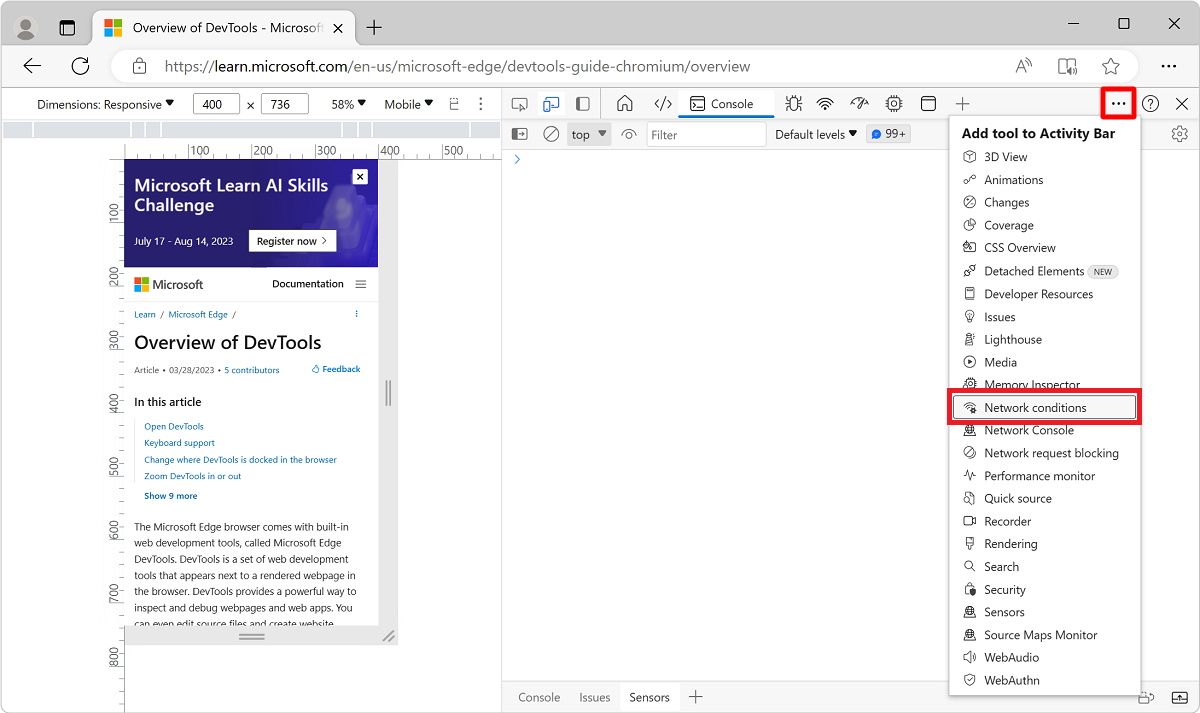 Overview of DevTools - Microsoft
https://learn.microsoft.com/en-us/microsoft-edge/devtools-guide-chromium/overview
Dimensions: Responsive 400 × 736 58% Mobile
Console
top Filter Default levels 99+
100 200 300 400 500
100
200
300
400
500
600
700
800
Microsoft Learn AI Skills
Challenge
July 17 - Aug 14, 2023 Register now
Microsoft Documentation
Learn / Microsoft Edge /
Overview of DevTools
Article • 03/28/2023 • 5 contributors Feedback
In this article
Open DevTools
Keyboard support
Change where DevTools is docked in the browser
Zoom DevTools in or out
Show 9 more
The Microsoft Edge browser comes with built-in
web development tools, called Microsoft Edge
DevTools. DevTools is a set of web development
tools that appears next to a rendered webpage in
the browser. DevTools provides a powerful way to
inspect and debug webpages and web apps. You
can even edit source files and create website
Add tool to Activity Bar
3D View
Animations
Changes
Coverage
CSS Overview
Detached Elements NEW
Developer Resources
Issues
Lighthouse
Media
Memory Inspector
Network conditions
Network Console
Network request blocking
Performance monitor
Quick source
Recorder
Rendering
Search
Security
Sensors
Source Maps Monitor
WebAudio
WebAuthn
Console Issues Sensors